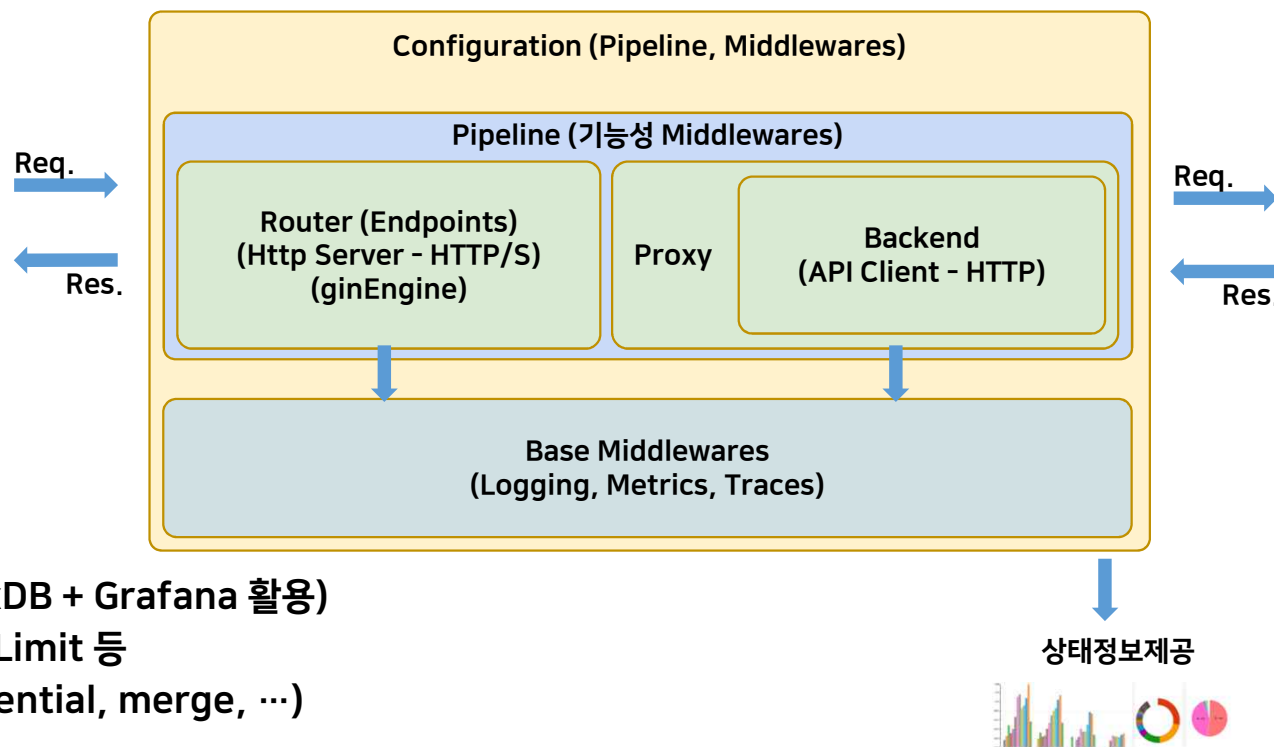 Configuration (Pipeline, Middlewares)
Pipeline (기능성 Middlewares)
Req.
Res.
Router (Endpoints)
(Http Server - HTTP/S)
(ginEngine)
Proxy
Backend
(API Client - HTTP)
Req.
Res.
Base Middlewares
(Logging, Metrics, Traces)
DB + Grafana 활용)
Limit 등
ential, merge, …)
상태정보제공